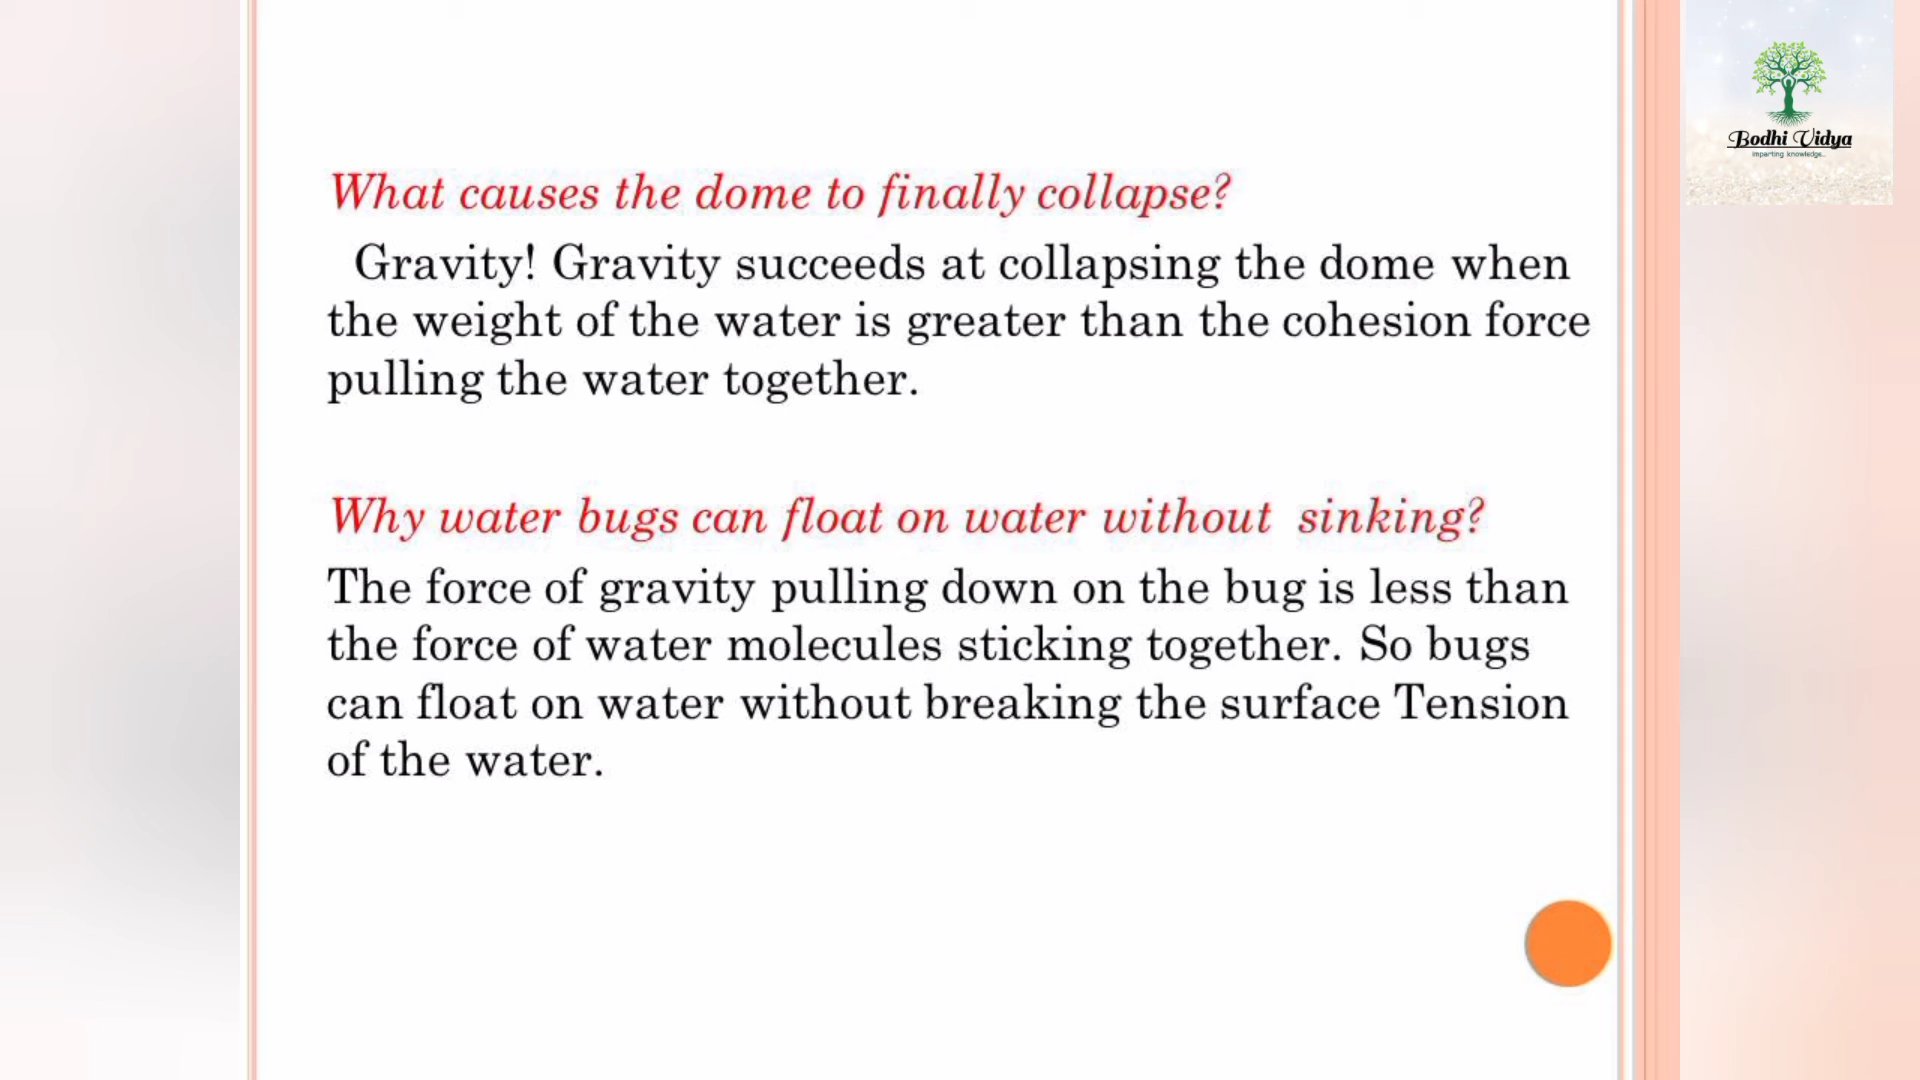 Bodhi Vidya
imparting knowledge..
What causes the dome to finally collapse?
Gravity! Gravity succeeds at collapsing the dome when
the weight of the water is greater than the cohesion force
pulling the water together.
Why water bugs can float on water without sinking?
The force of gravity pulling down on the bug is less than
the force of water molecules sticking together. So bugs
can float on water without breaking the surface Tension
of the water.